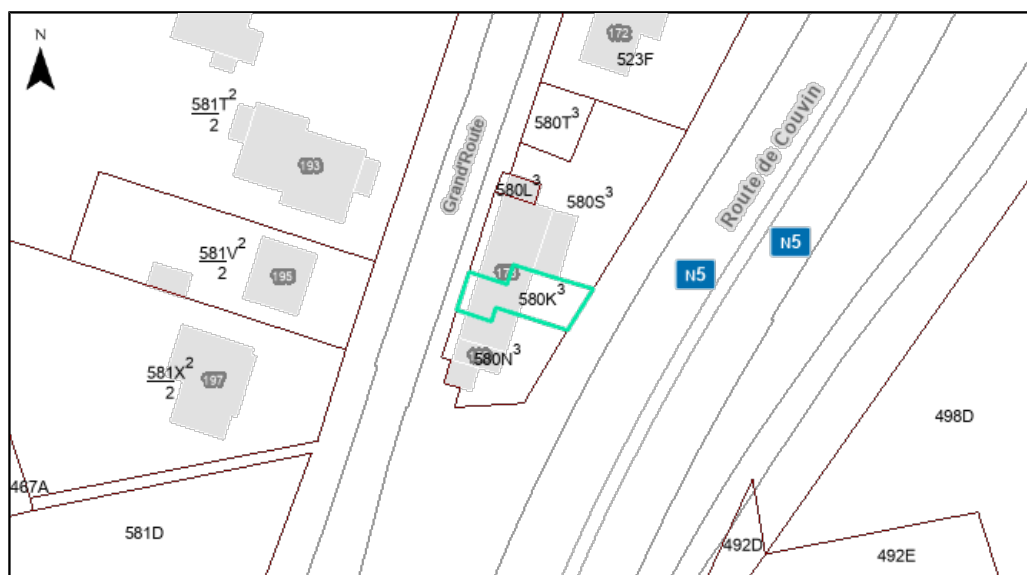 N
172
523F
581T²
2
580T³
193
Grand'Route
Route de Couvin
580L³
580S³
581V²
2
195
N5
N5
580K³
580N³
581X²
2
197
498D
467A
581D
492D
492E